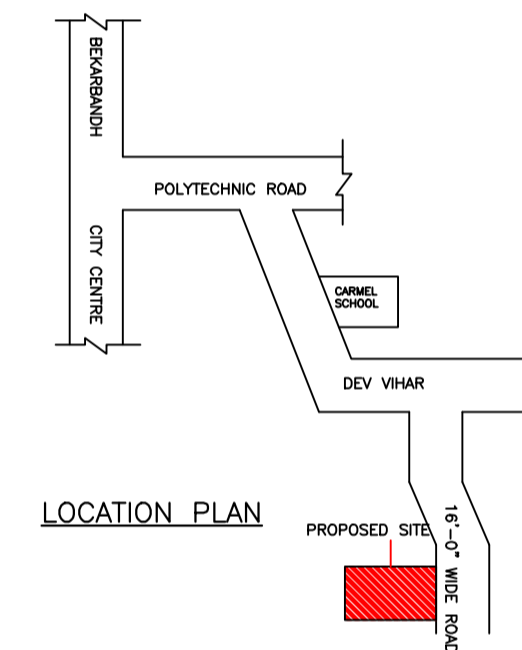 BEKARBANDH
CITY CENTRE
POLYTECHNIC ROAD
CARMEL
SCHOOL
DEV VIHAR
LOCATION PLAN
PROPOSED SITE
16'-0" WIDE ROAD